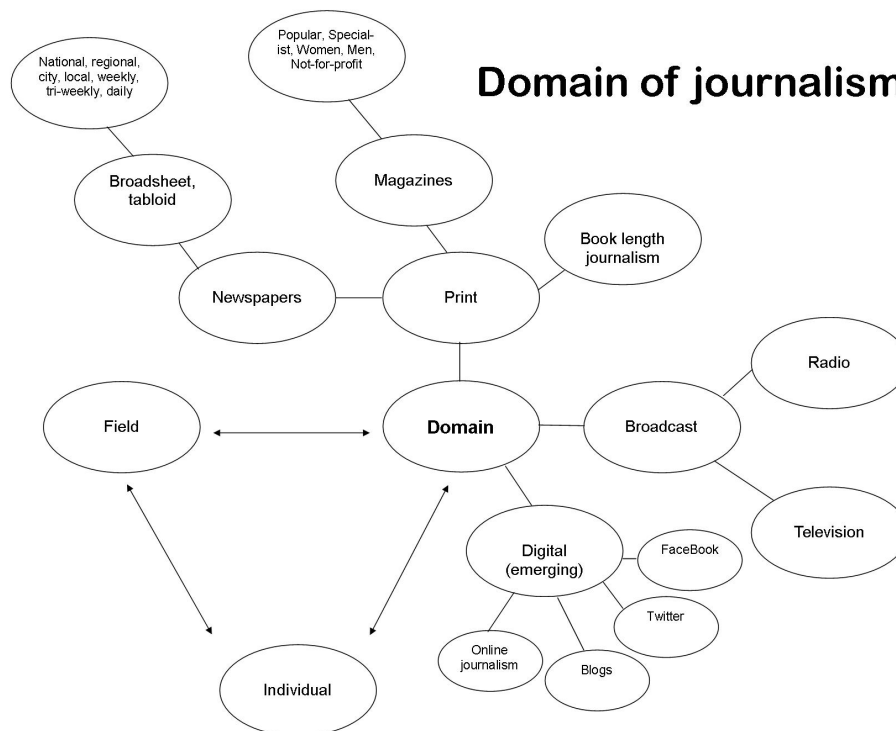 Popular, Special-
ist, Women, Men,
Not-for-profit
National, regional,
city, local, weekly,
tri-weekly, daily
Domain of journalism
Broadsheet,
tabloid
Magazines
Book length
journalism
Newspapers
Print
Radio
Field
Domain
Broadcast
Television
Digital
(emerging)
FaceBook
Twitter
Online
journalism
Blogs
Individual